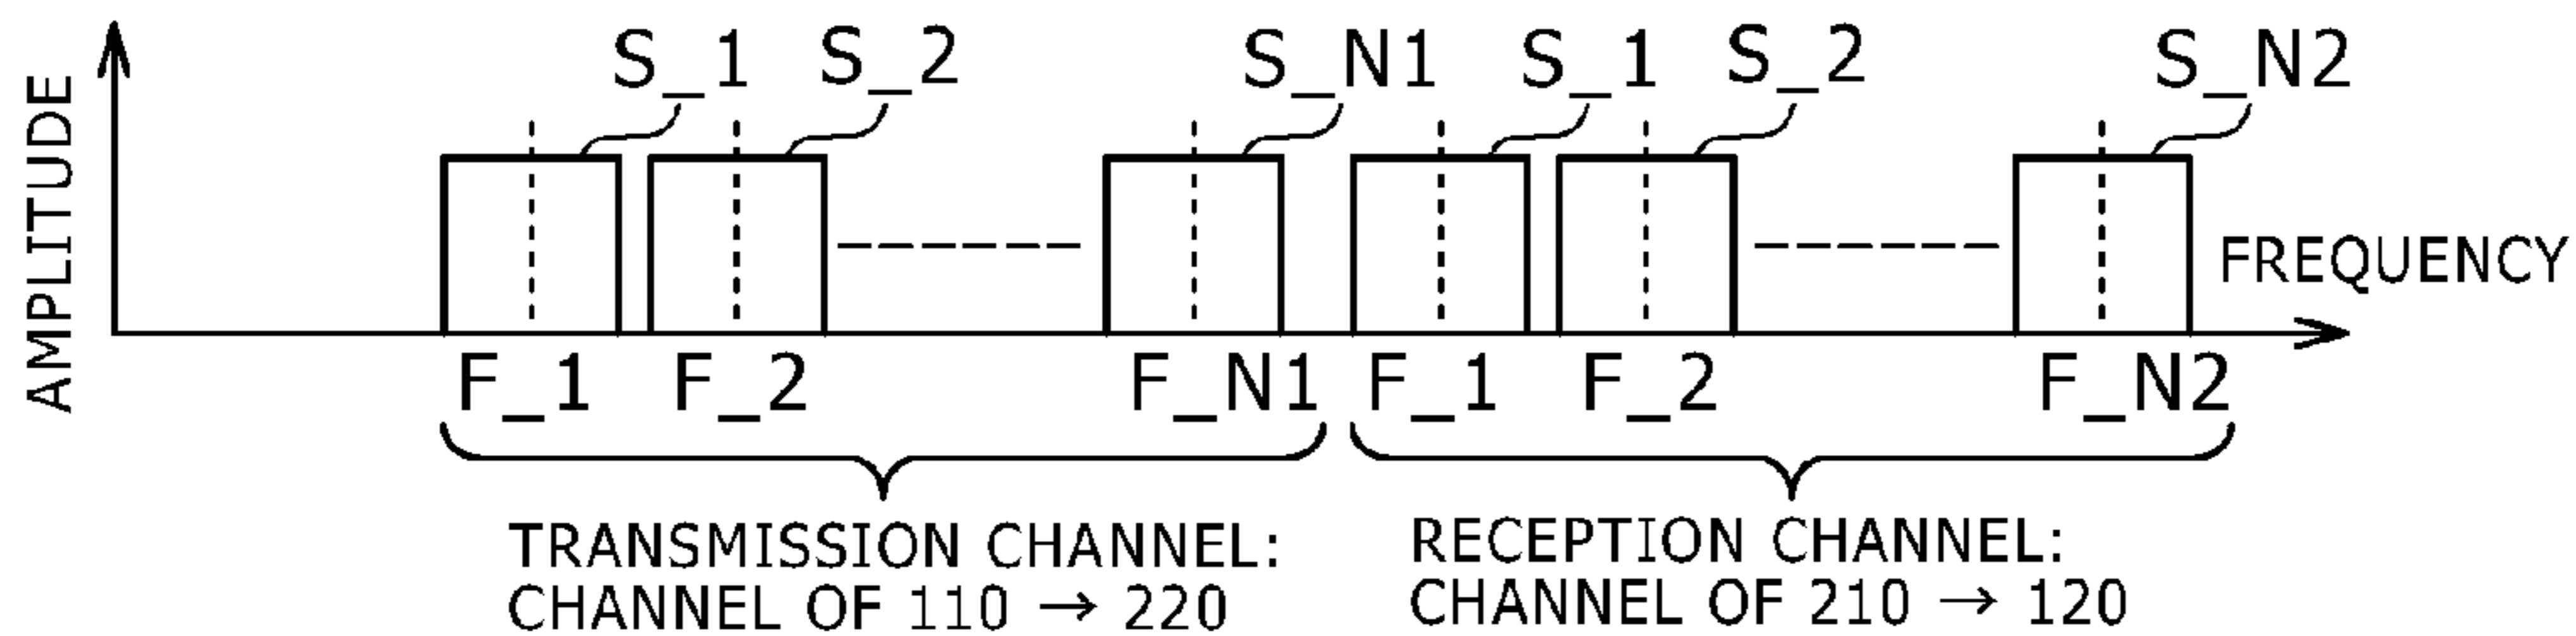 AMPLITUDE
S_1 S_2 S_N1 S_1 S_2 S_N2
FREQUENCY
F_1 F_2 F_N1 F_1 F_2 F_N2
TRANSMISSION CHANNEL:
CHANNEL OF 110 → 220
RECEPTION CHANNEL:
CHANNEL OF 210 → 120